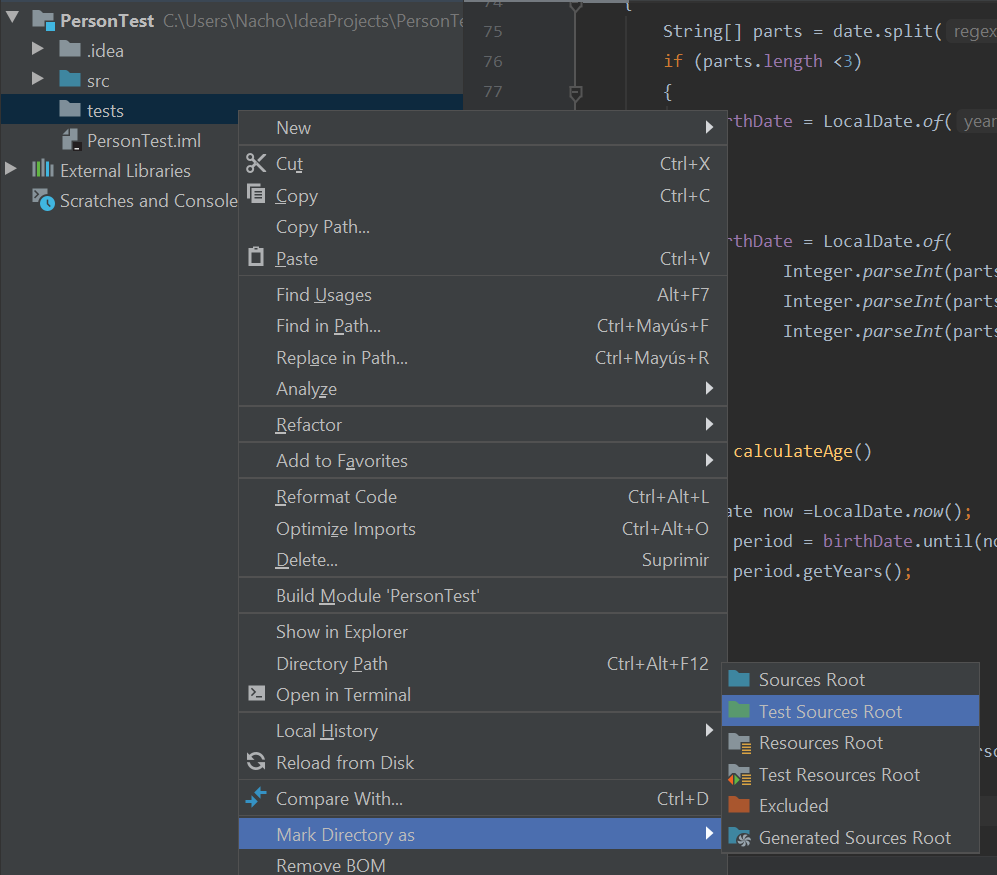 PersonTest C:\Users\Nacho\IdeaProjects\PersonTe
.idea
src
tests
PersonTest.iml
External Libraries
Scratches and Console
New
Cut Ctrl+X
Copy Ctrl+C
Copy Path...
Paste Ctrl+V
Find Usages Alt+F7
Find in Path... Ctrl+Mayús+F
Replace in Path... Ctrl+Mayús+R
Analyze
Refactor
Add to Favorites
Reformat Code Ctrl+Alt+L
Optimize Imports Ctrl+Alt+O
Delete... Suprimir
Build Module 'PersonTest'
Show in Explorer
Directory Path Ctrl+Alt+F12
Open in Terminal
Local History
Reload from Disk
Compare With... Ctrl+D
Mark Directory as
Remove BOM
Sources Root
Test Sources Root
Resources Root
Test Resources Root
Excluded
Generated Sources Root
74 {
75 String[] parts = date.split( regex
76 if (parts.length <3)
77 {
rthDate = LocalDate.of( year
rthDate = LocalDate.of(
Integer.parseInt(parts
Integer.parseInt(parts
Integer.parseInt(parts
calculateAge()
ate now =LocalDate.now();
period = birthDate.until(no
period.getYears();